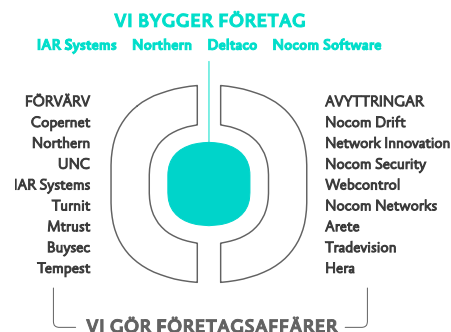 VI BYGGER FÖRETAG
IAR Systems Northern Deltaco Nocom Software
FÖRVÄRV
Copernet
Northern
UNC
IAR Systems
Turnit
Mtrust
Buysec
Tempest
AVYTTRINGAR
Nocom Drift
Network Innovation
Nocom Security
Webcontrol
Nocom Networks
Arete
Tradevision
Hera
VI GÖR FÖRETAGSAFFÄRER